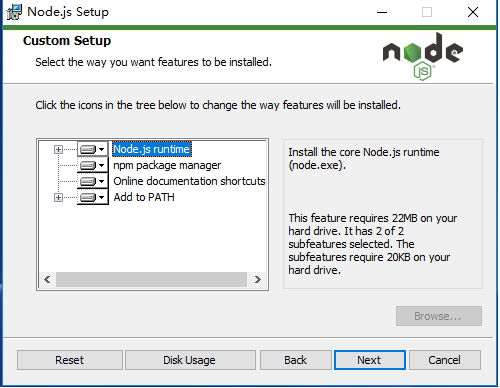 Node.js Setup
Custom Setup
Select the way you want features to be installed.
node
JS
Click the icons in the tree below to change the way features will be installed.
Node.js runtime
npm package manager
Online documentation shortcuts
Add to PATH
Install the core Node.js runtime
(node.exe).
This feature requires 22MB on your
hard drive. It has 2 of 2
subfeatures selected. The
subfeatures require 20KB on your
hard drive.
Browse...
Reset
Disk Usage
Back
Next
Cancel